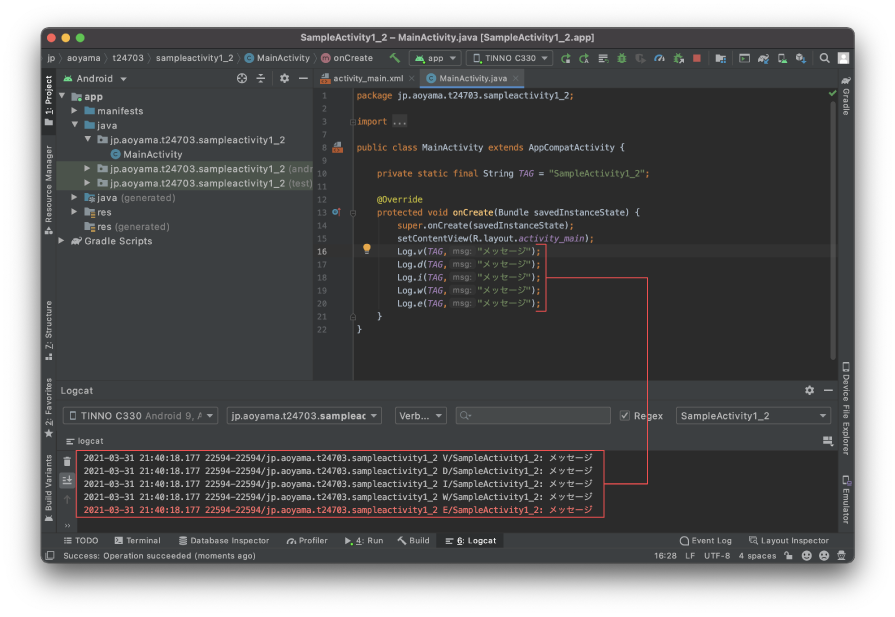 SampleActivity1_2 – MainActivity.java [SampleActivity1_2.app]
jp aoyama t24703 sampleactivity1_2 MainActivity onCreate app TINNO C330
1: Project
Resource Manager
7: Structure
2: Favorites
Build Variants
Android
app
manifests
java
jp.aoyama.t24703.sampleactivity1_2
MainActivity
jp.aoyama.t24703.sampleactivity1_2 (andr
jp.aoyama.t24703.sampleactivity1_2 (test)
java (generated)
res
res (generated)
Gradle Scripts
activity_main.xml MainActivity.java
1 package jp.aoyama.t24703.sampleactivity1_2;
2
3 import ...
7
8 public class MainActivity extends AppCompatActivity {
9
10 private static final String TAG = "SampleActivity1_2";
11
12 @Override
13 protected void onCreate(Bundle savedInstanceState) {
14 super.onCreate(savedInstanceState);
15 setContentView(R.layout.activity_main);
16 Log.v(TAG, msg: "メッセージ");
17 Log.d(TAG, msg: "メッセージ");
18 Log.i(TAG, msg: "メッセージ");
19 Log.w(TAG, msg: "メッセージ");
20 Log.e(TAG, msg: "メッセージ");
21 }
22 }
Gradle
Device File Explorer
Emulator
Logcat
TINNO C330 Android 9, A jp.aoyama.t24703.sampleac Verb... Regex SampleActivity1_2
logcat
2021-03-31 21:40:18.177 22594-22594/jp.aoyama.t24703.sampleactivity1_2 V/SampleActivity1_2: メッセージ
2021-03-31 21:40:18.177 22594-22594/jp.aoyama.t24703.sampleactivity1_2 D/SampleActivity1_2: メッセージ
2021-03-31 21:40:18.177 22594-22594/jp.aoyama.t24703.sampleactivity1_2 I/SampleActivity1_2: メッセージ
2021-03-31 21:40:18.177 22594-22594/jp.aoyama.t24703.sampleactivity1_2 W/SampleActivity1_2: メッセージ
2021-03-31 21:40:18.177 22594-22594/jp.aoyama.t24703.sampleactivity1_2 E/SampleActivity1_2: メッセージ
TODO Terminal Database Inspector Profiler 4: Run Build 6: Logcat Event Log Layout Inspector
Success: Operation succeeded (moments ago) 16:28 LF UTF-8 4 spaces